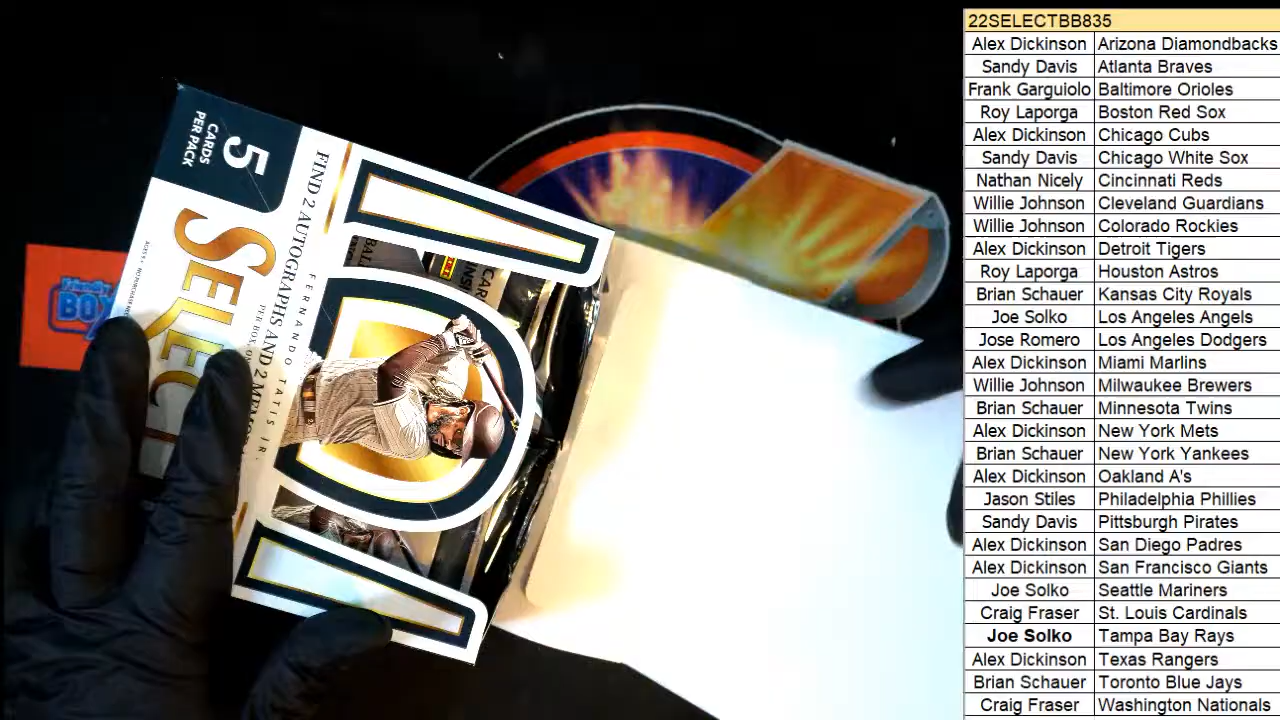 5
CARDS
PER PACK
SELEC
FIND 2 AUTOGRAPHS AND 2 MEMOR
FERNANDO TATIS JR.
BOX
22SELECTBB835
Alex Dickinson Arizona Diamondbacks
Sandy Davis Atlanta Braves
Frank Garguiolo Baltimore Orioles
Roy Laporga Boston Red Sox
Alex Dickinson Chicago Cubs
Sandy Davis Chicago White Sox
Nathan Nicely Cincinnati Reds
Willie Johnson Cleveland Guardians
Willie Johnson Colorado Rockies
Alex Dickinson Detroit Tigers
Roy Laporga Houston Astros
Brian Schauer Kansas City Royals
Joe Solko Los Angeles Angels
Jose Romero Los Angeles Dodgers
Alex Dickinson Miami Marlins
Willie Johnson Milwaukee Brewers
Brian Schauer Minnesota Twins
Alex Dickinson New York Mets
Brian Schauer New York Yankees
Alex Dickinson Oakland A's
Jason Stiles Philadelphia Phillies
Sandy Davis Pittsburgh Pirates
Alex Dickinson San Diego Padres
Alex Dickinson San Francisco Giants
Joe Solko Seattle Mariners
Craig Fraser St. Louis Cardinals
Joe Solko Tampa Bay Rays
Alex Dickinson Texas Rangers
Brian Schauer Toronto Blue Jays
Craig Fraser Washington Nationals